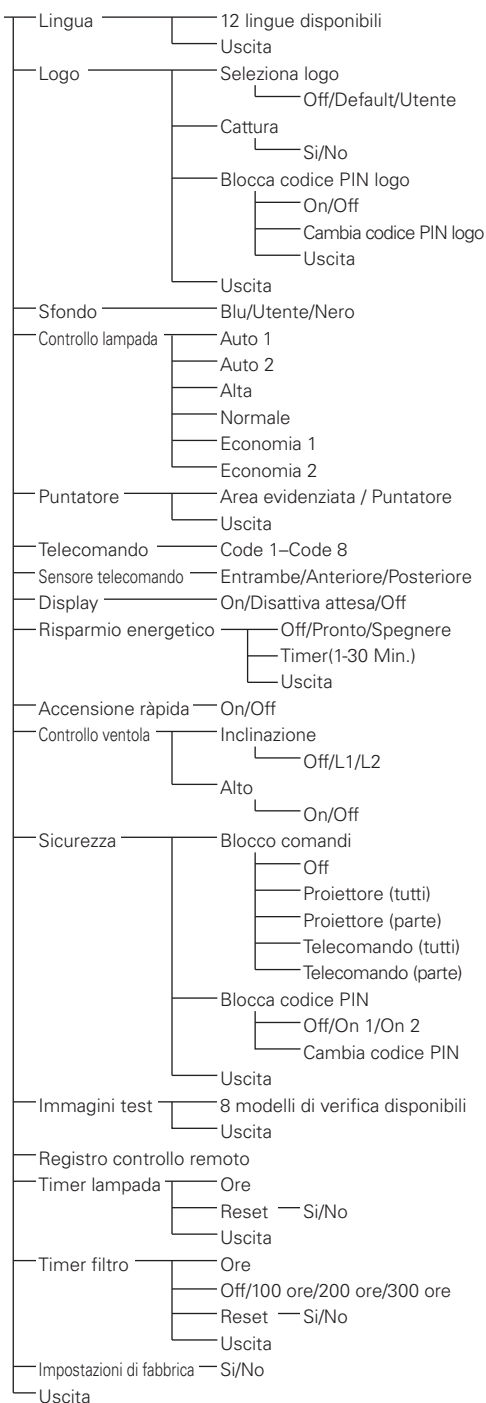 Lingua 12 lingue disponibili
Uscita
Logo Seleziona logo
Off/Default/Utente
Cattura
Si/No
Blocca codice PIN logo
On/Off
Cambia codice PIN logo
Uscita
Uscita
Sfondo Blu/Utente/Nero
Controllo lampada Auto 1
Auto 2
Alta
Normale
Economia 1
Economia 2
Puntatore Area evidenziata / Puntatore
Uscita
Telecomando Code 1–Code 8
Sensore telecomando Entrambe/Anteriore/Posteriore
Display On/Disattiva attesa/Off
Risparmio energetico Off/Pronto/Spegnere
Timer(1-30 Min.)
Uscita
Accensione ràpida On/Off
Controllo ventola Inclinazione
Off/L1/L2
Alto
On/Off
Sicurezza Blocco comandi
Off
Proiettore (tutti)
Proiettore (parte)
Telecomando (tutti)
Telecomando (parte)
Blocca codice PIN
Off/On 1/On 2
Cambia codice PIN
Uscita
Immagini test 8 modelli di verifica disponibili
Uscita
Registro controllo remoto
Timer lampada Ore
Reset Si/No
Uscita
Timer filtro Ore
Off/100 ore/200 ore/300 ore
Reset Si/No
Uscita
Impostazioni di fabbrica Si/No
Uscita